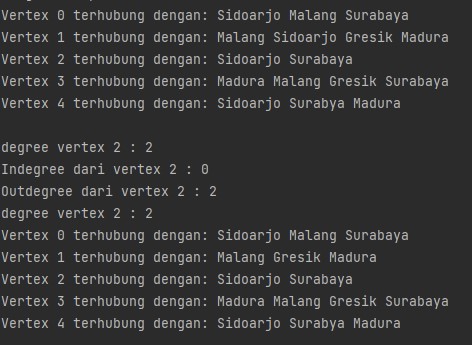 Vertex 0 terhubung dengan: Sidoarjo Malang Surabaya
Vertex 1 terhubung dengan: Malang Sidoarjo Gresik Madura
Vertex 2 terhubung dengan: Sidoarjo Surabaya
Vertex 3 terhubung dengan: Madura Malang Gresik Surabaya
Vertex 4 terhubung dengan: Sidoarjo Surabya Madura
degree vertex 2 : 2
Indegree dari vertex 2 : 0
Outdegree dari vertex 2 : 2
degree vertex 2 : 2
Vertex 0 terhubung dengan: Sidoarjo Malang Surabaya
Vertex 1 terhubung dengan: Malang Gresik Madura
Vertex 2 terhubung dengan: Sidoarjo Surabaya
Vertex 3 terhubung dengan: Madura Malang Gresik Surabaya
Vertex 4 terhubung dengan: Sidoarjo Surabya Madura